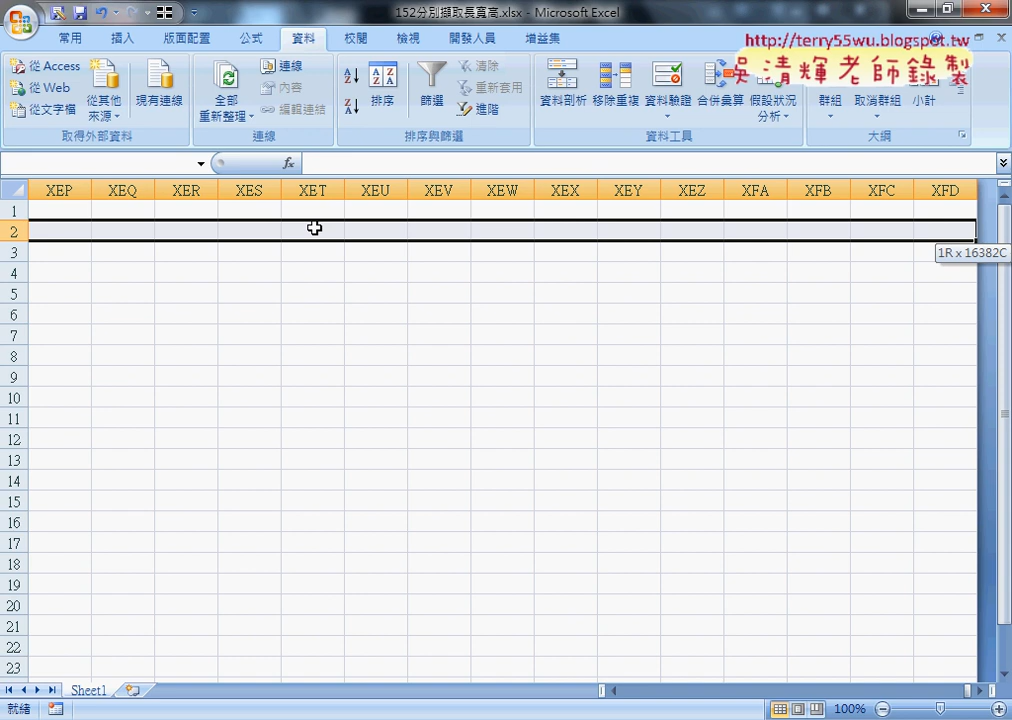 152分別擷取長寬高.xlsx - Microsoft Excel
常用 插入 版面配置 公式 資料 校閱 檢視 開發人員 增益集
http://terry55wu.blogspot.tw
吳清輝老師錄製
從 Access
從 Web
從文字檔
從其他來源
現有連線
取得外部資料
全部重新整理
連線
內容
編輯連結
連線
排序
篩選
清除
重新套用
進階
排序與篩選
資料剖析
移除重複
資料驗證
合併彙算
假設狀況分析
資料工具
群組
取消群組
小計
大綱
fx
XEP XEQ XER XES XET XEU XEV XEW XEX XEY XEZ XFA XFB XFC XFD
1
2
1R x 16382C
3
4
5
6
7
8
9
10
11
12
13
14
15
16
17
18
19
20
21
22
23
Sheet1
就緒
100%